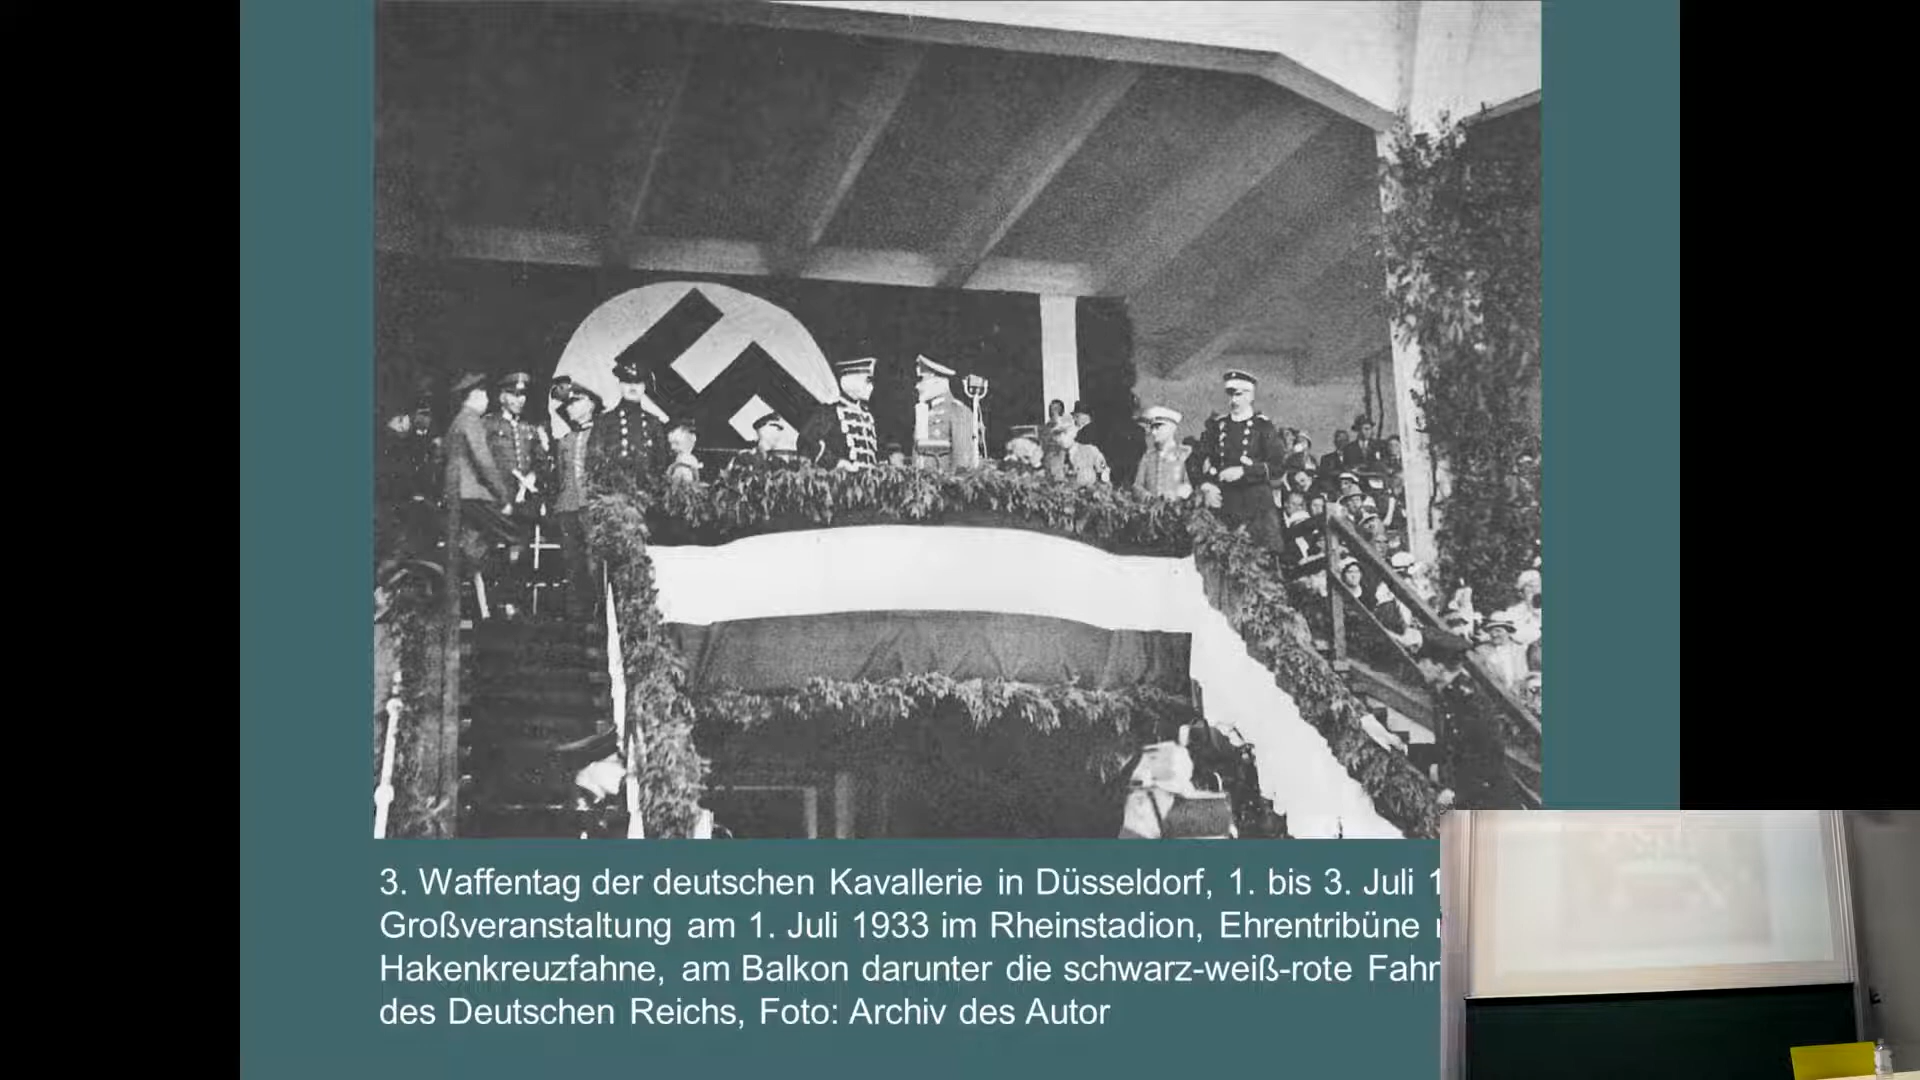 3. Waffentag der deutschen Kavallerie in Düsseldorf, 1. bis 3. Juli
Großveranstaltung am 1. Juli 1933 im Rheinstadion, Ehrentribüne
Hakenkreuzfahne, am Balkon darunter die schwarz-weiß-rote
des Deutschen Reichs, Foto: Archiv des Autor